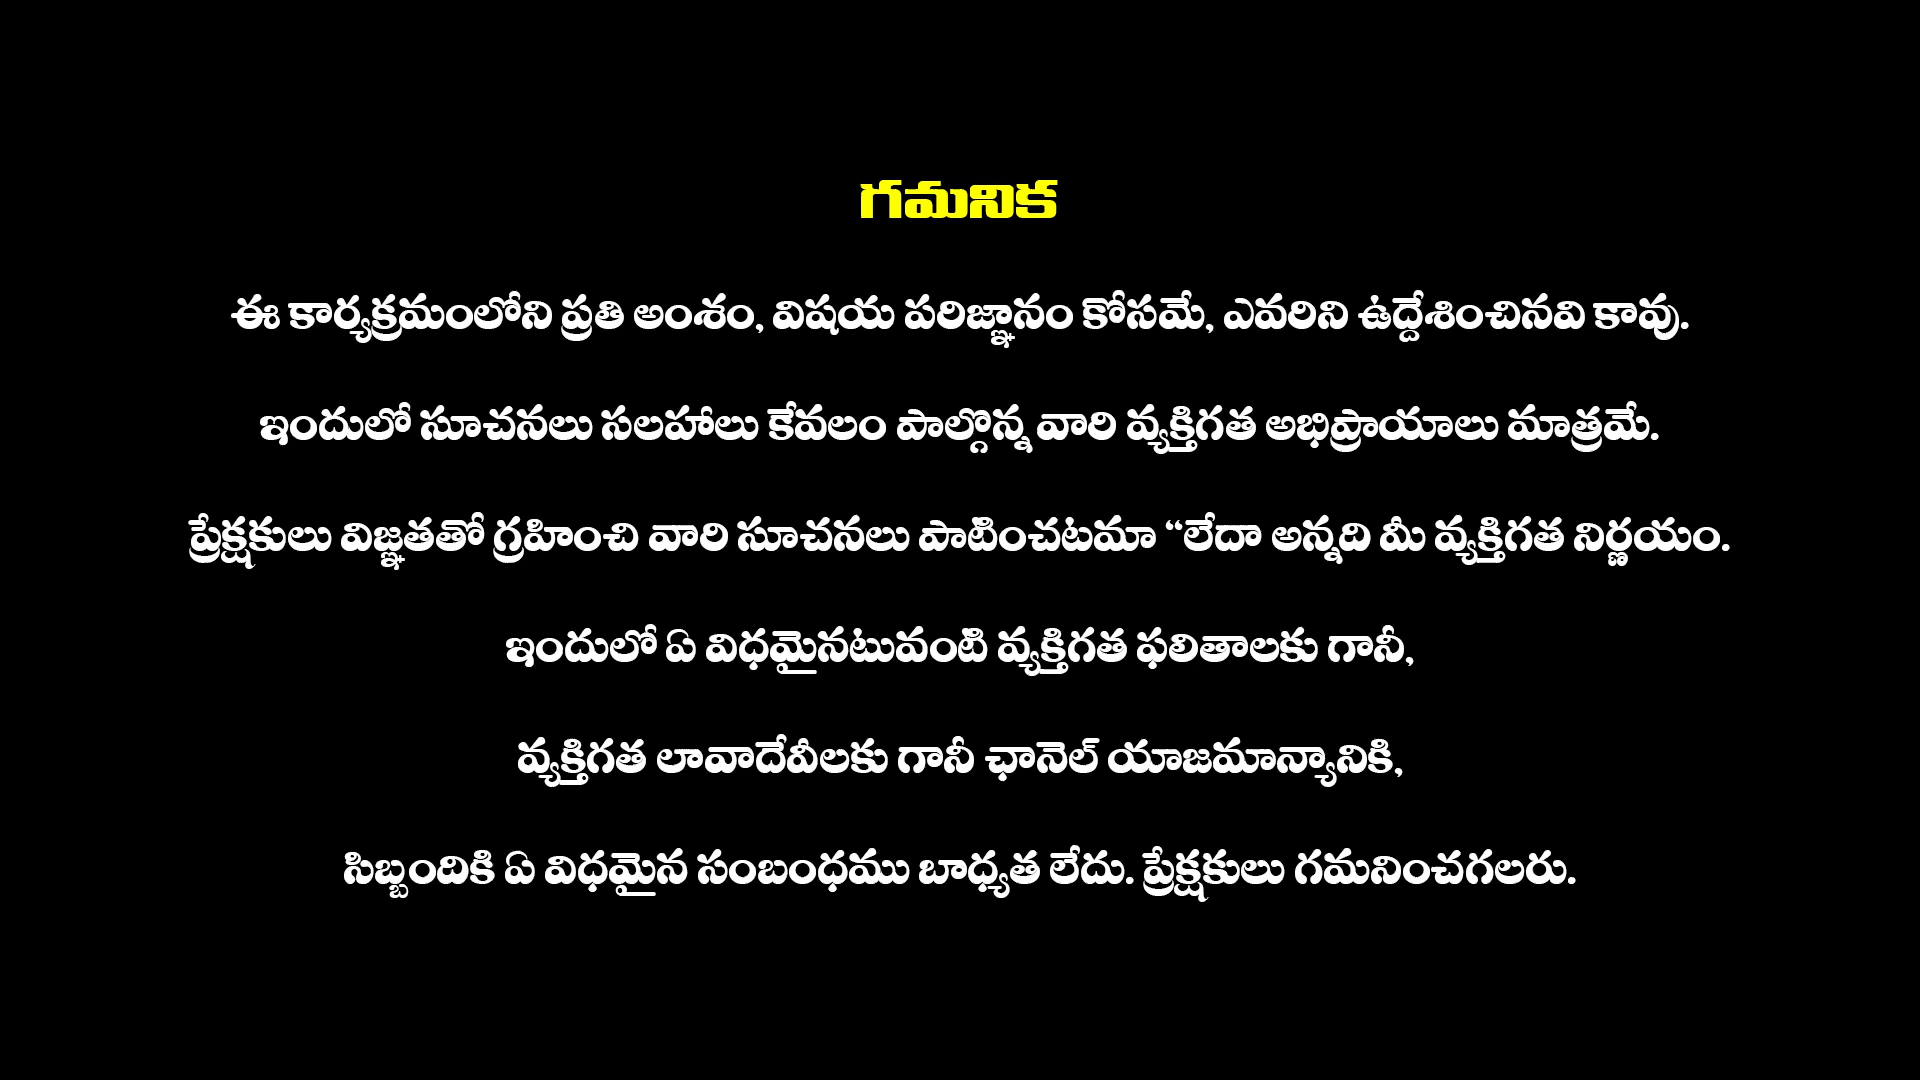 గమనిక
ఈ కార్యక్రమంలోని ప్రతి అంశం, విషయ పరిజ్ఞానం కోసమే, ఎవరిని ఉద్దేశించినవి కావు.
ఇందులో సూచనలు సలహాలు కేవలం పాల్గొన్న వారి వ్యక్తిగత అభిప్రాయాలు మాత్రమే.
ప్రేక్షకులు విజ్ఞతతో గ్రహించి వారి సూచనలు పాటించటమా “లేదా అన్నది మీ వ్యక్తిగత నిర్ణయం.
ఇందులో ఏ విధమైనటువంటి వ్యక్తిగత ఫలితాలకు గానీ,
వ్యక్తిగత లావాదేవీలకు గానీ ఛానెల్ యాజమాన్యానికి,
సిబ్బందికి ఏ విధమైన సంబంధము బాధ్యత లేదు. ప్రేక్షకులు గమనించగలరు.